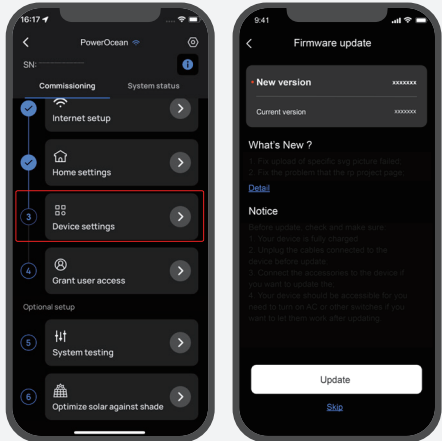 16:17
PowerOcean
SN:
Commissioning
System status
Internet setup
Home settings
3
Device settings
4
Grant user access
Optional setup
5
System testing
6
Optimize solar against shade
9:41
Firmware update
New version
xxxxxxx
Current version
xxxxxxx
What's New ?
1. Fix upload of specific svg picture failed.
2. Fix the problem that the cp project page.
Detail
Notice
Before update, check and make sure:
1. Your device is fully charged.
2. Unplug the cables connected to the
device before update.
3. Connect the accessories to the device if
you want to update the.
4. Your device should be accessible for you
need to turn on AC or other switches if you
want to let them work after updating.
Update
Skip